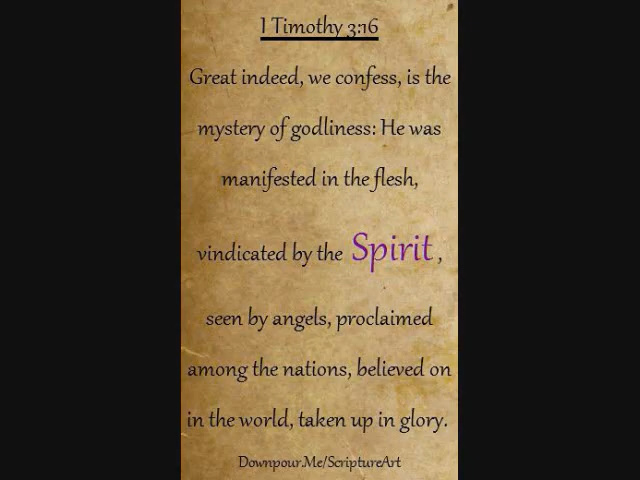 I Timothy 3:16
Great indeed, we confess, is the
mystery of godliness: He was
manifested in the flesh,
vindicated by the Spirit ,
seen by angels, proclaimed
among the nations, believed on
in the world, taken up in glory.
Downpour.Me/ScriptureArt